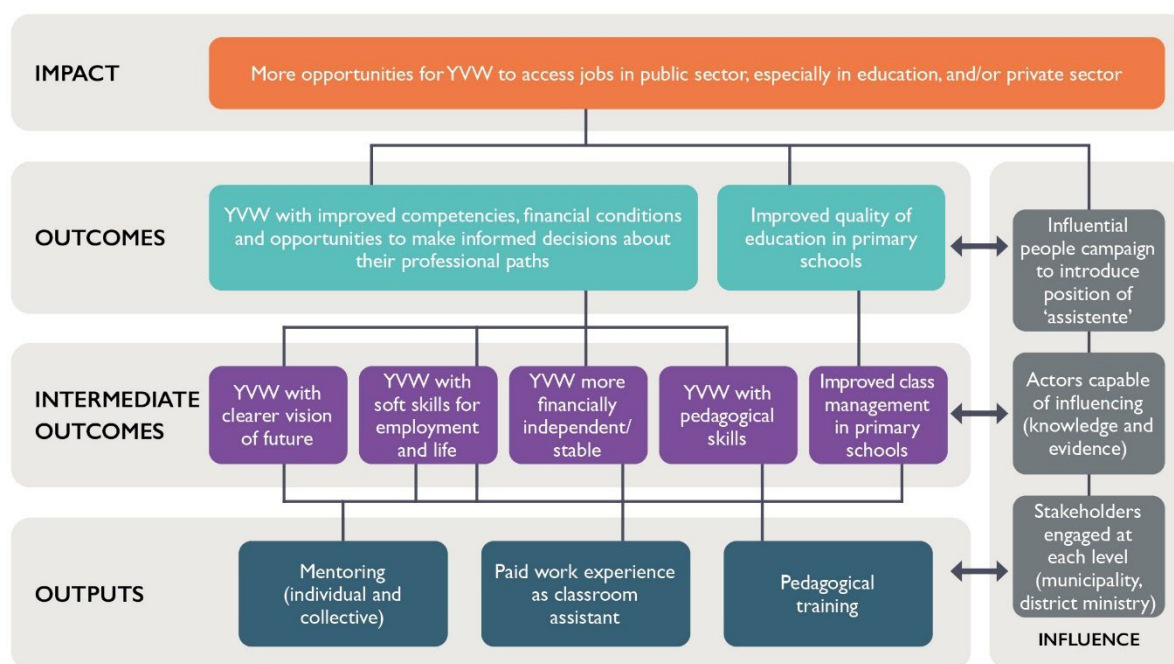 IMPACT
More opportunities for YVW to access jobs in public sector, especially in education, and/or private sector
OUTCOMES
YVW with improved competencies, financial conditions
and opportunities to make informed decisions about
their professional paths
Improved quality of
education in primary
schools
Influential
people campaign
to introduce
position of
‘assistente’
INTERMEDIATE
OUTCOMES
YVW with
clearer vision
of future
YVW with
soft skills for
employment
and life
YVW more
financially
independent/
stable
YVW with
pedagogical
skills
Improved class
management
in primary
schools
Actors capable
of influencing
(knowledge and
evidence)
OUTPUTS
Mentoring
(individual and
collective)
Paid work experience
as classroom
assistant
Pedagogical
training
Stakeholders
engaged at
each level
(municipality,
district ministry)
INFLUENCE